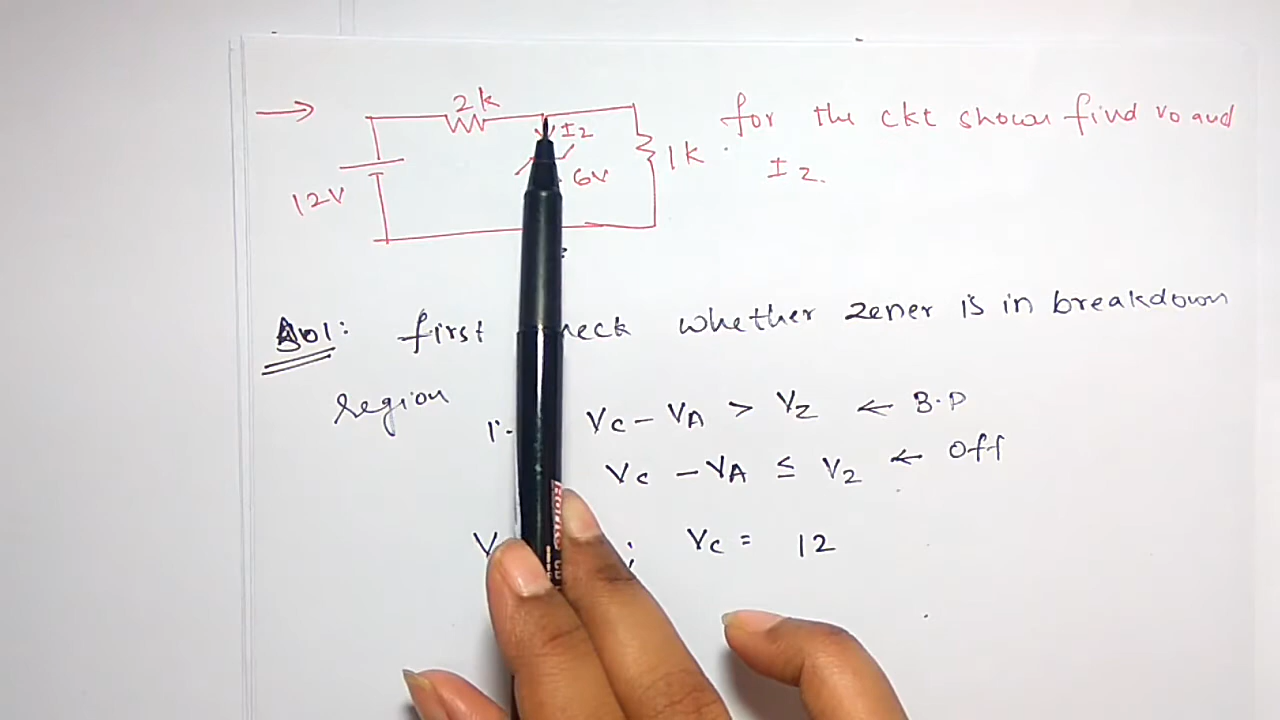 2k
I2
6V
1K
12V
for the ckt shown find vo and
I2.
Sol: first whether zener is in breakdown
region
Vc - VA > VZ ← B.P
Vc - VA ≤ VZ ← Off
V ; Vc = 12